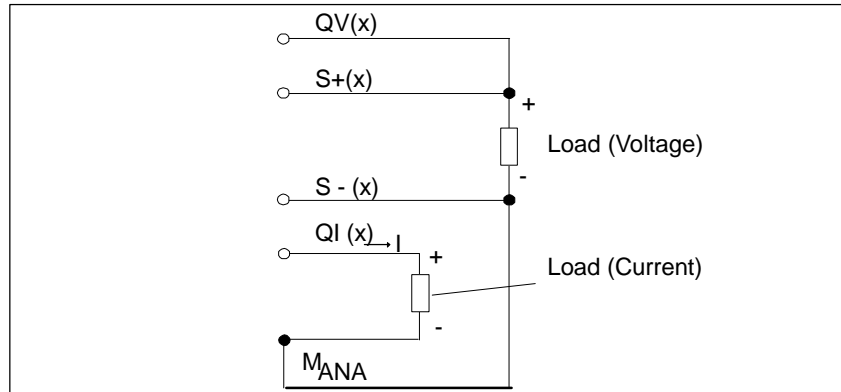 QV(x)
S+(x)
+
Load (Voltage)
-
S - (x)
QI (x) → I
+
Load (Current)
-
MANA